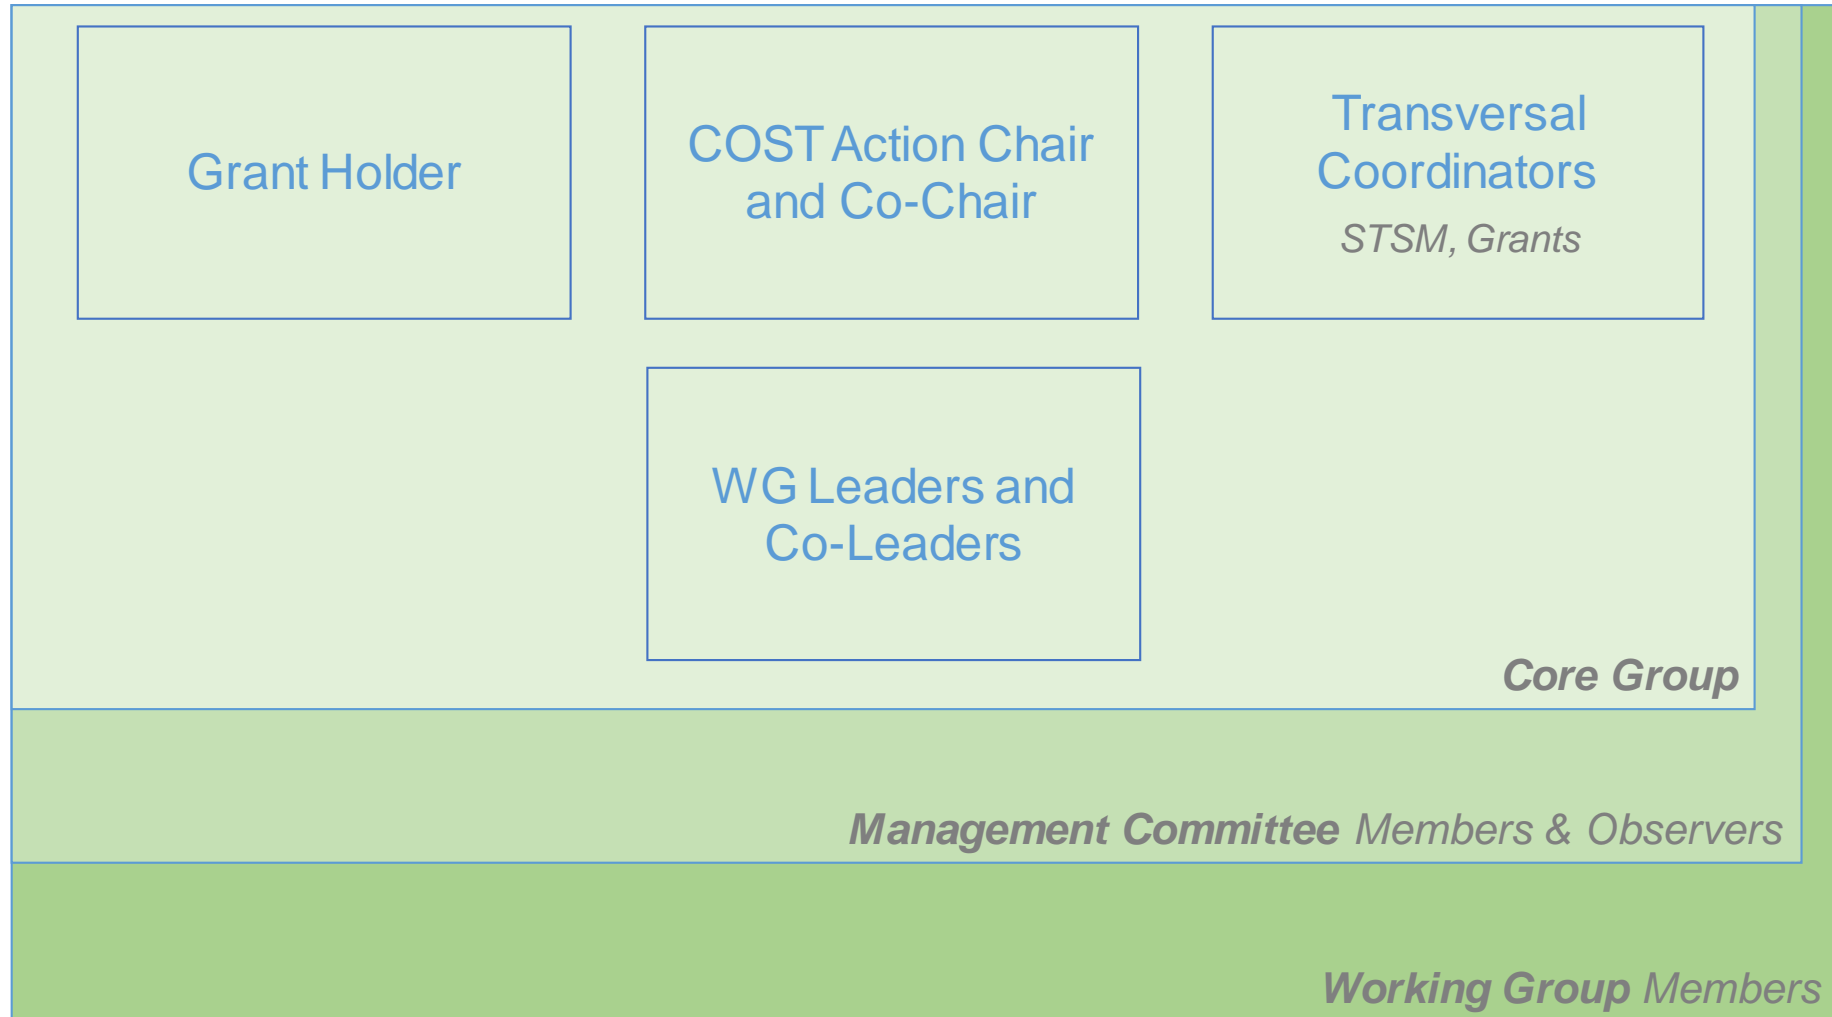 Grant Holder
COST Action Chair
and Co-Chair
Transversal
Coordinators
STSM, Grants
WG Leaders and
Co-Leaders
Core Group
Management Committee Members & Observers
Working Group Members